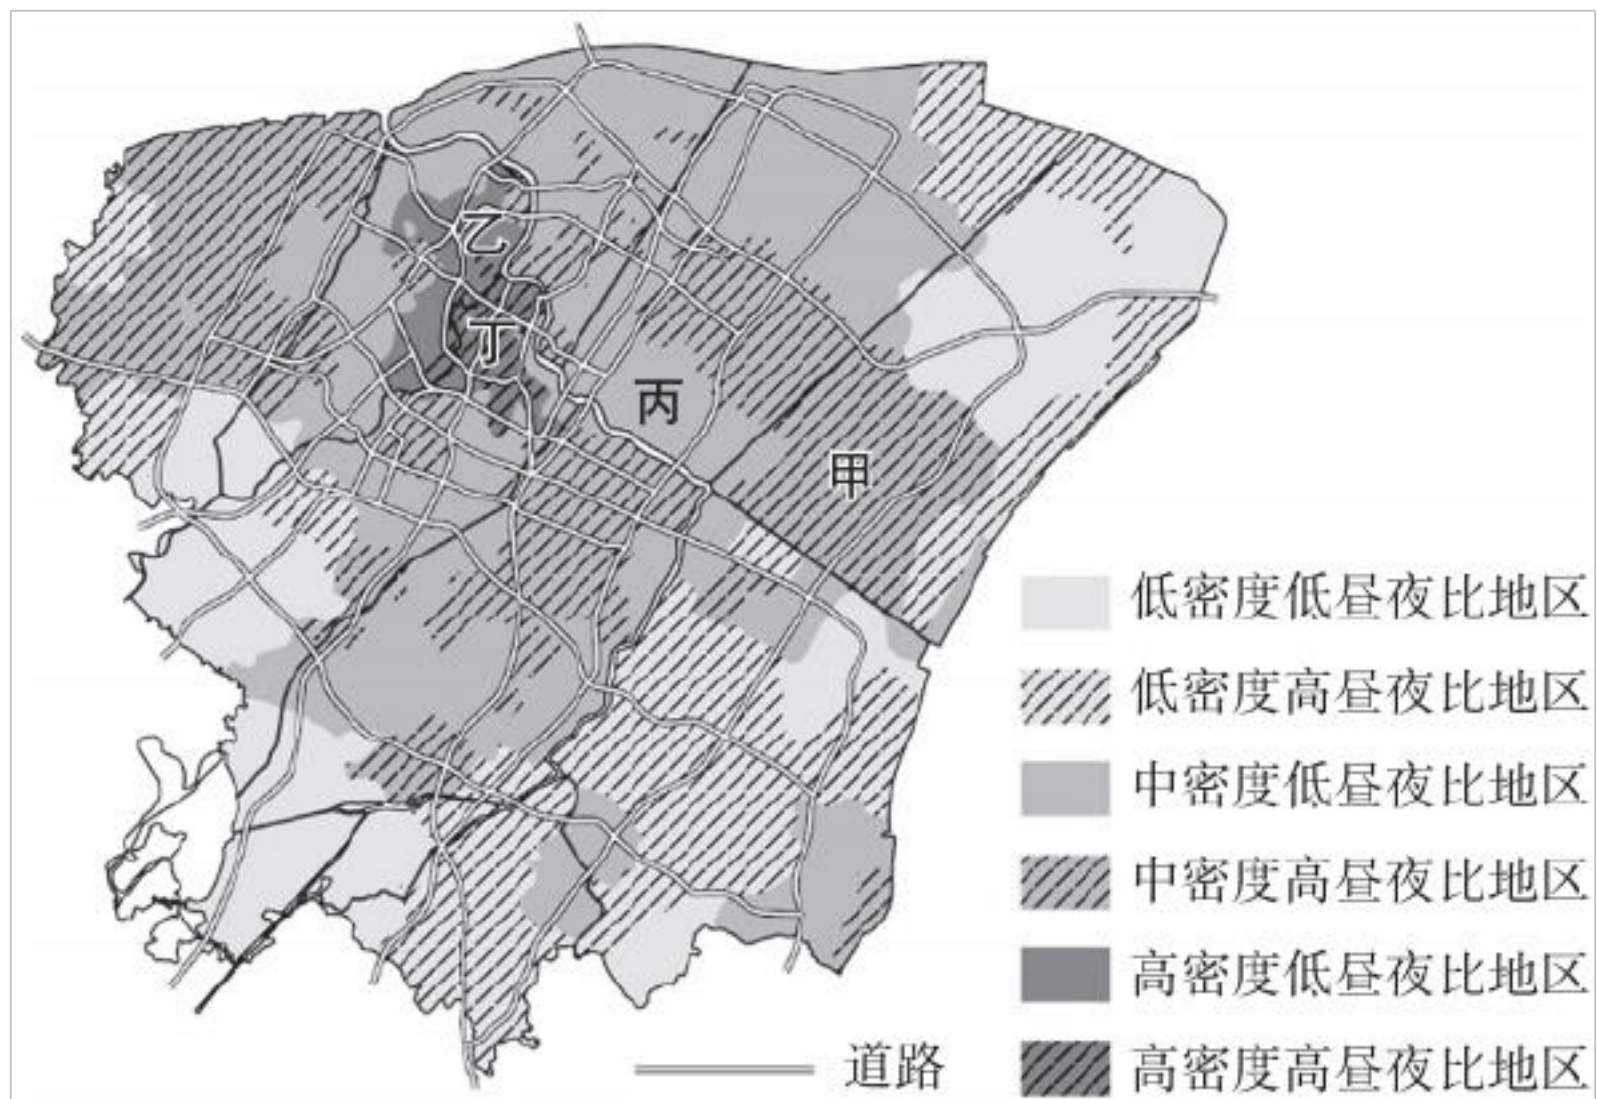 乙
丁
丙
甲
低密度低昼夜比地区
低密度高昼夜比地区
中密度低昼夜比地区
中密度高昼夜比地区
高密度低昼夜比地区
道路
高密度高昼夜比地区